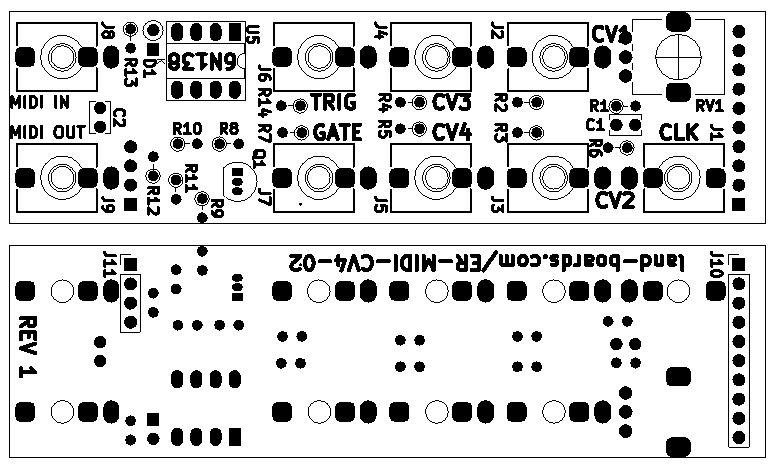 J8
R13
D1
6N138
U5
J6
J4
J2
CV1
RV1
MIDI IN
MIDI OUT
C2
R14
TRIG
R4
CV3
R2
R1
R10
R8
R7
GATE
R5
CV4
R3
C1
CLK
J1
R6
Q1
R12
R11
R9
J9
J7
J5
J3
CV2
J11
land-boards.com/ER-MIDI-CV4-02
J10
REV 1